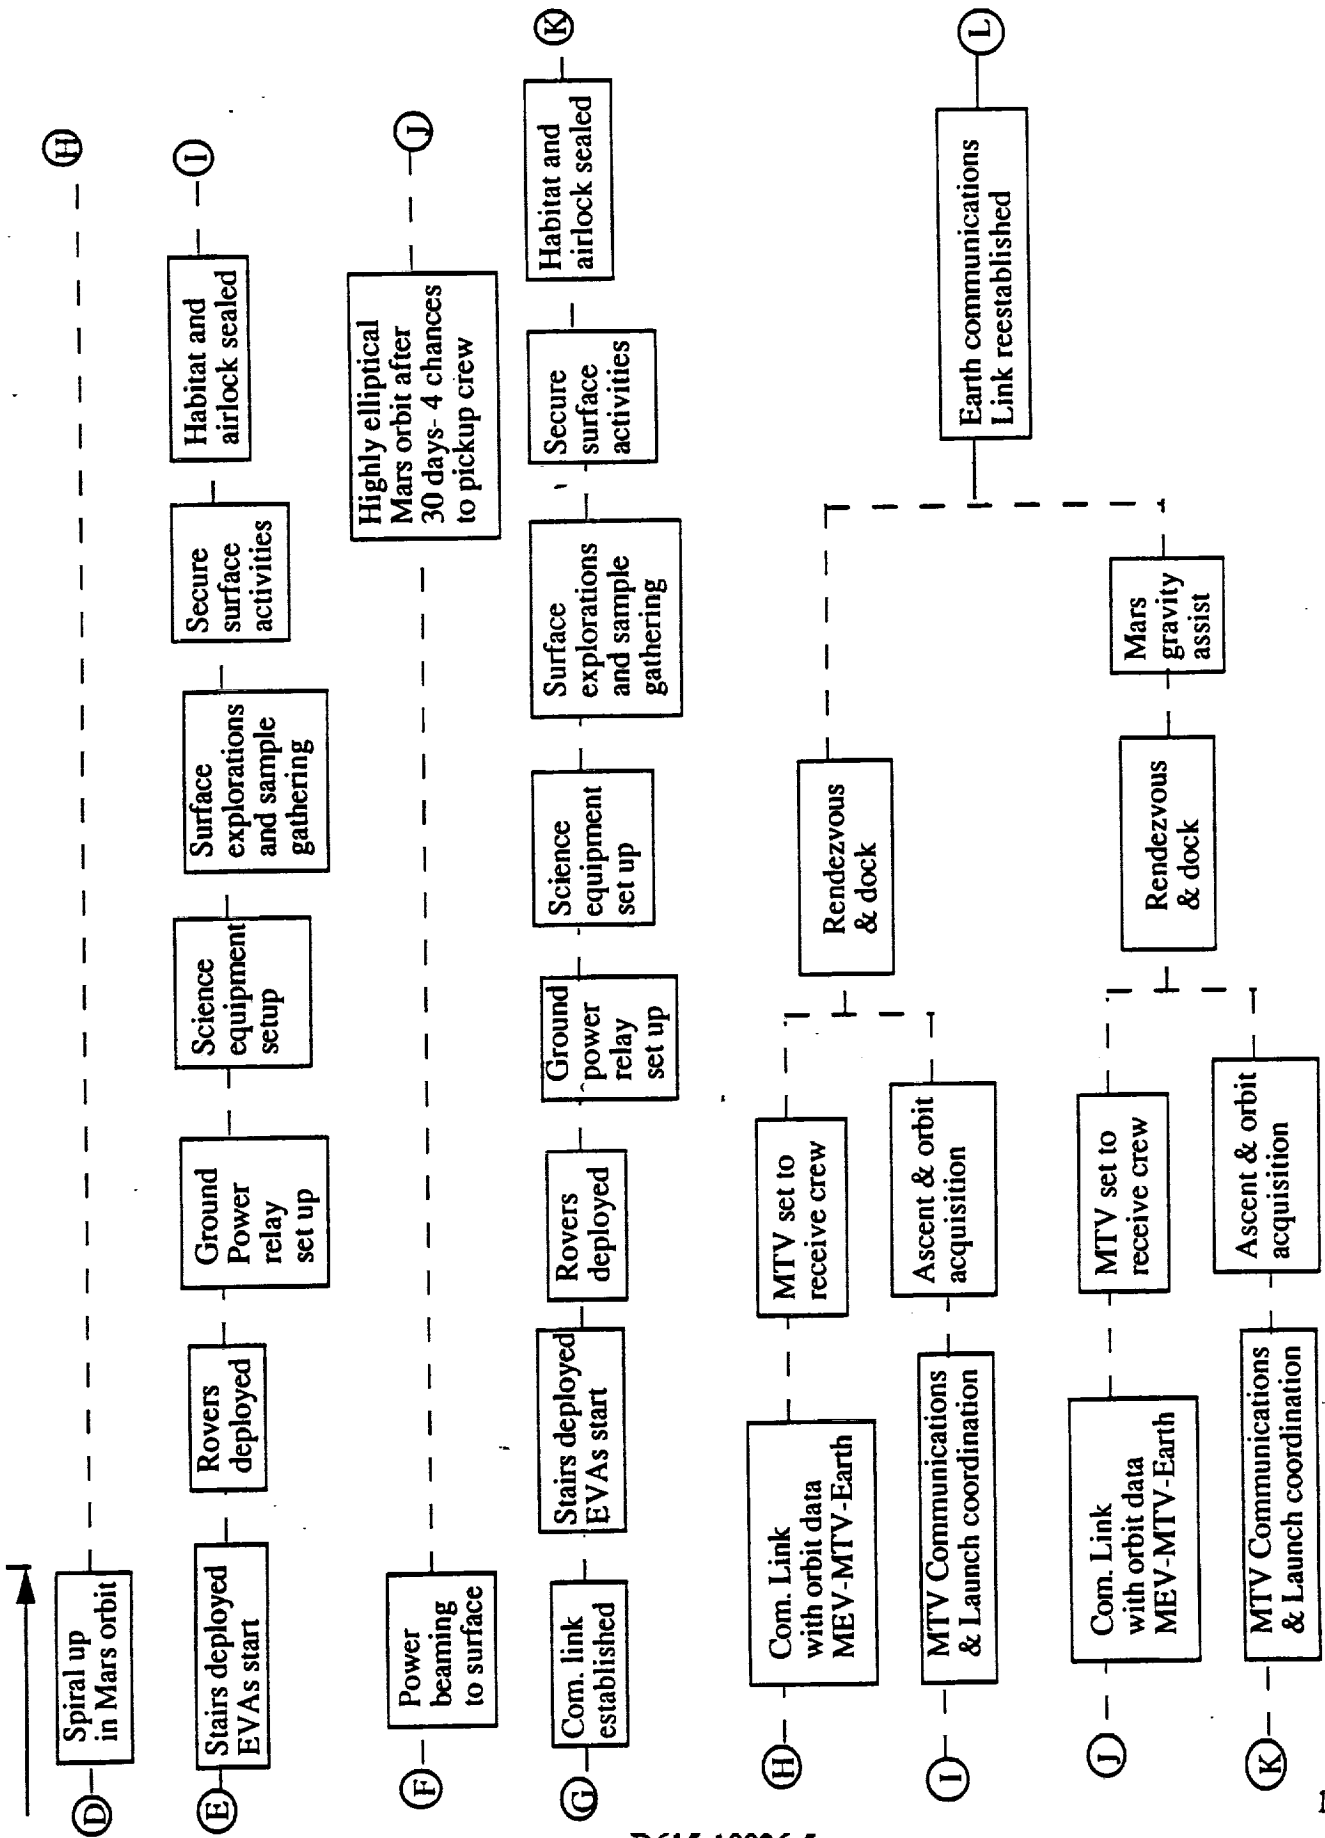 D
Spiral up
in Mars orbit
H
E
Stairs deployed
EVAs start
Rovers
deployed
Ground
Power
relay
set up
Science
equipment
setup
Surface
explorations
and sample
gathering
Secure
surface
activities
Habitat and
airlock sealed
I
F
Power
beaming
to surface
Highly elliptical
Mars orbit after
30 days- 4 chances
to pickup crew
J
G
Com. link
established
Stairs deployed
EVAs start
Rovers
deployed
Ground
power
relay
set up
Science
equipment
set up
Surface
explorations
and sample
gathering
Secure
surface
activities
Habitat and
airlock sealed
K
H
Com. Link
with orbit data
MEV-MTV-Earth
MTV set to
receive crew
I
MTV Communications
& Launch coordination
Ascent & orbit
acquisition
Rendezvous
& dock
J
Com. Link
with orbit data
MEV-MTV-Earth
MTV set to
receive crew
K
MTV Communications
& Launch coordination
Ascent & orbit
acquisition
Rendezvous
& dock
Mars
gravity
assist
Earth communications
Link reestablished
L
1